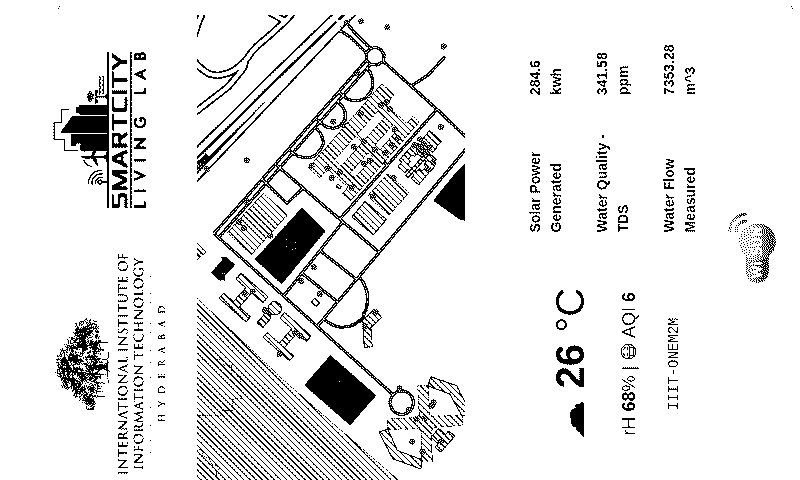 INTERNATIONAL INSTITUTE OF
INFORMATION TECHNOLOGY
HYDERABAD
SMARTCITY
LIVING LAB
26 °C
rH 68% | AQI 6
IIIT-ONEM2M
Solar Power
Generated
284.6
kwh
Water Quality -
TDS
341.58
ppm
Water Flow
Measured
7353.28
m^3